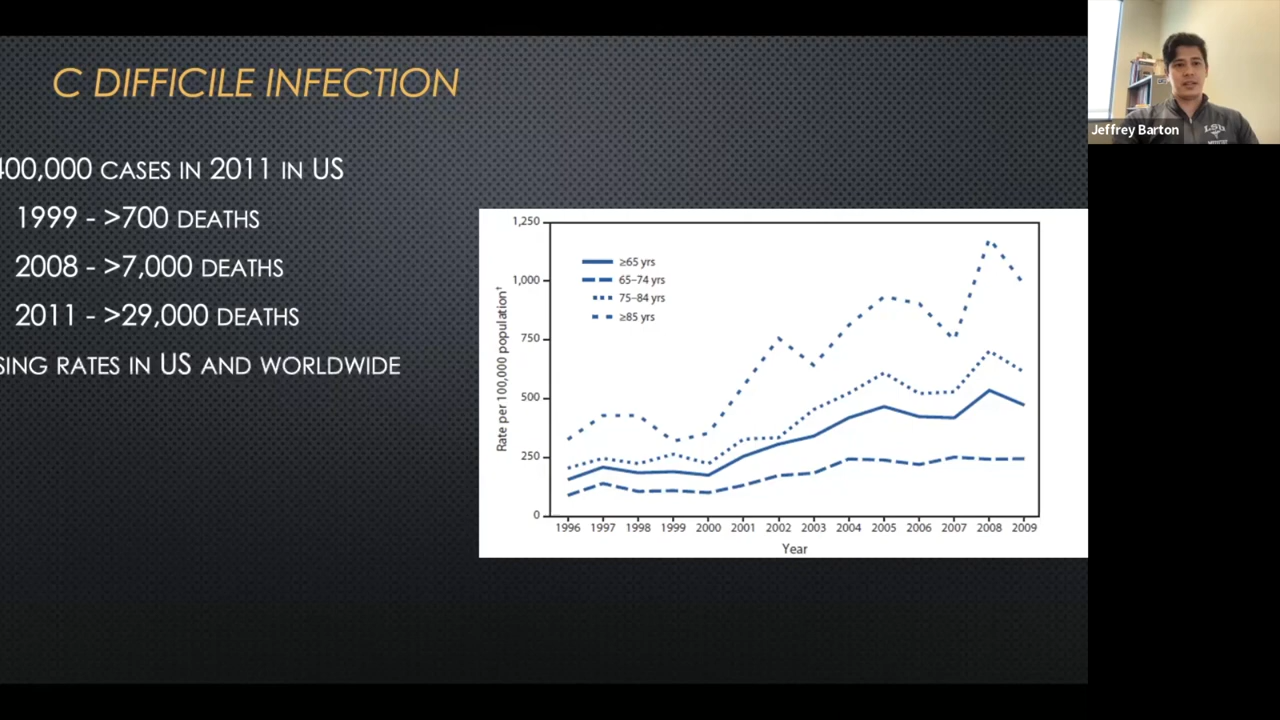 C DIFFICILE INFECTION
400,000 CASES IN 2011 IN US
1999 - >700 DEATHS
2008 - >7,000 DEATHS
2011 - >29,000 DEATHS
SING RATES IN US AND WORLDWIDE
1,250
1,000
750
500
250
0
Rate per 100,000 population†
≥65 yrs
65–74 yrs
75–84 yrs
≥85 yrs
1996 1997 1998 1999 2000 2001 2002 2003 2004 2005 2006 2007 2008 2009
Year
Jeffrey Barton
LSU